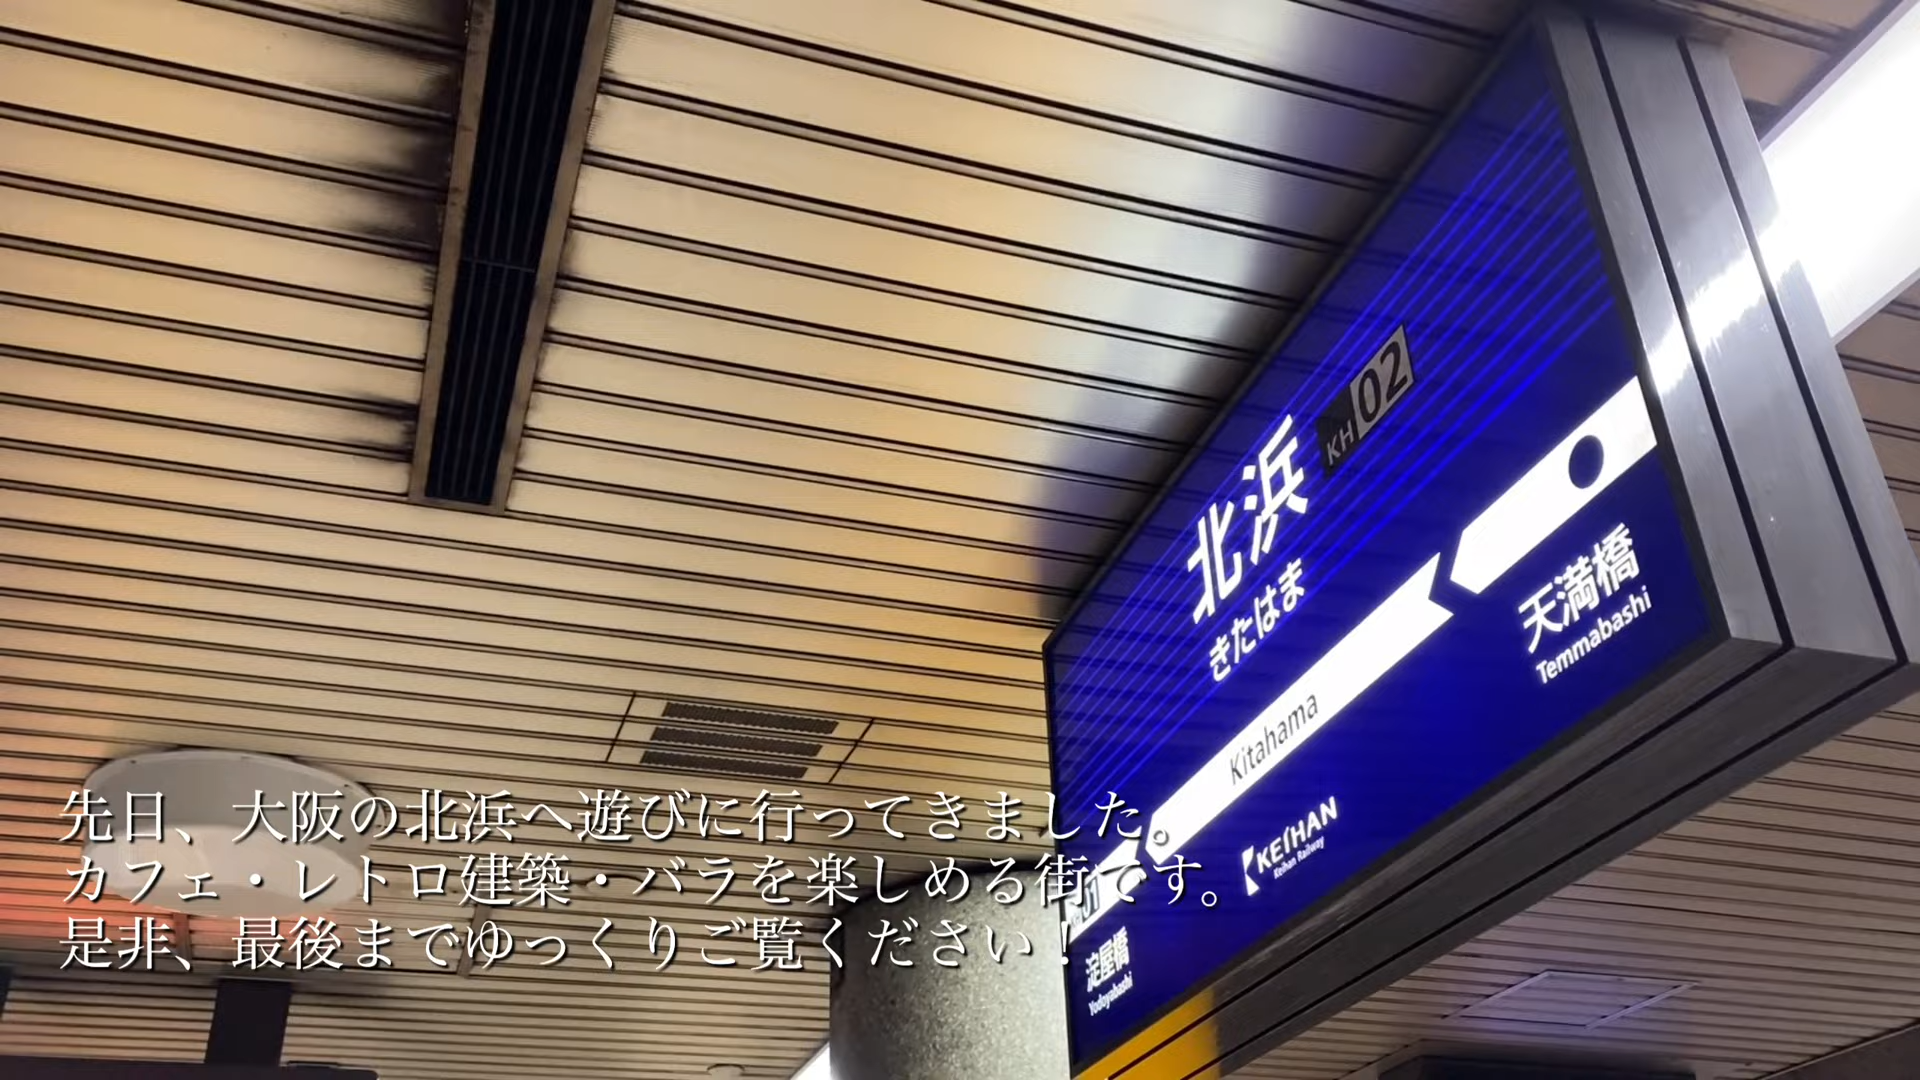 北浜
KH 02
きたはま
Kitahama
天満橋
Temmabashi
KEIHAN
Keihan Railway
01
淀屋橋
Yodoyabashi
先日、大阪の北浜へ遊びに行ってきました。
カフェ・レトロ建築・バラを楽しめる街です。
是非、最後までゆっくりご覧ください！